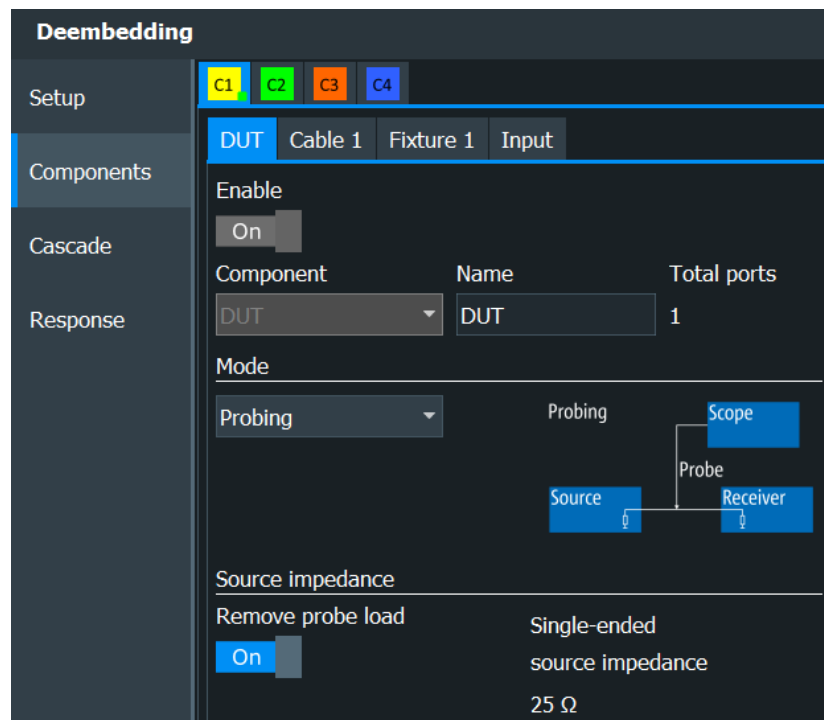 Deembedding
Setup
Components
Cascade
Response
C1 C2 C3 C4
DUT Cable 1 Fixture 1 Input
Enable
On
Component Name Total ports
DUT DUT 1
Mode
Probing
Probing Scope
Probe
Source Receiver
Source impedance
Remove probe load
On
Single-ended
source impedance
25 Ω